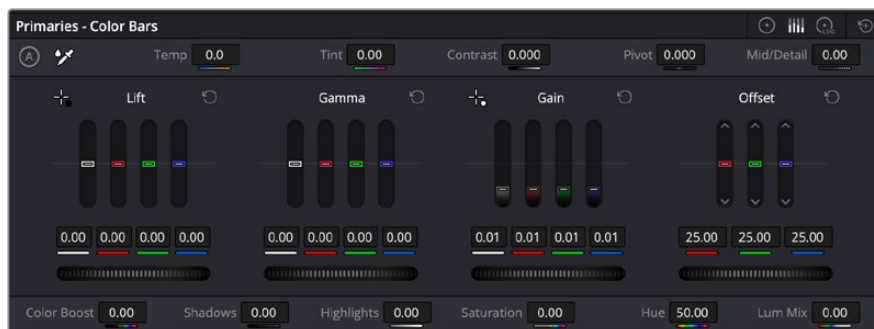 Primaries - Color Bars
LOG
A Temp 0.0 Tint 0.00 Contrast 0.000 Pivot 0.000 Mid/Detail 0.00
Lift Gamma Gain Offset
0.00 0.00 0.00 0.00 0.00 0.00 0.00 0.00 0.01 0.01 0.01 0.01 25.00 25.00 25.00
Color Boost 0.00 Shadows 0.00 Highlights 0.00 Saturation 0.00 Hue 50.00 Lum Mix 0.00